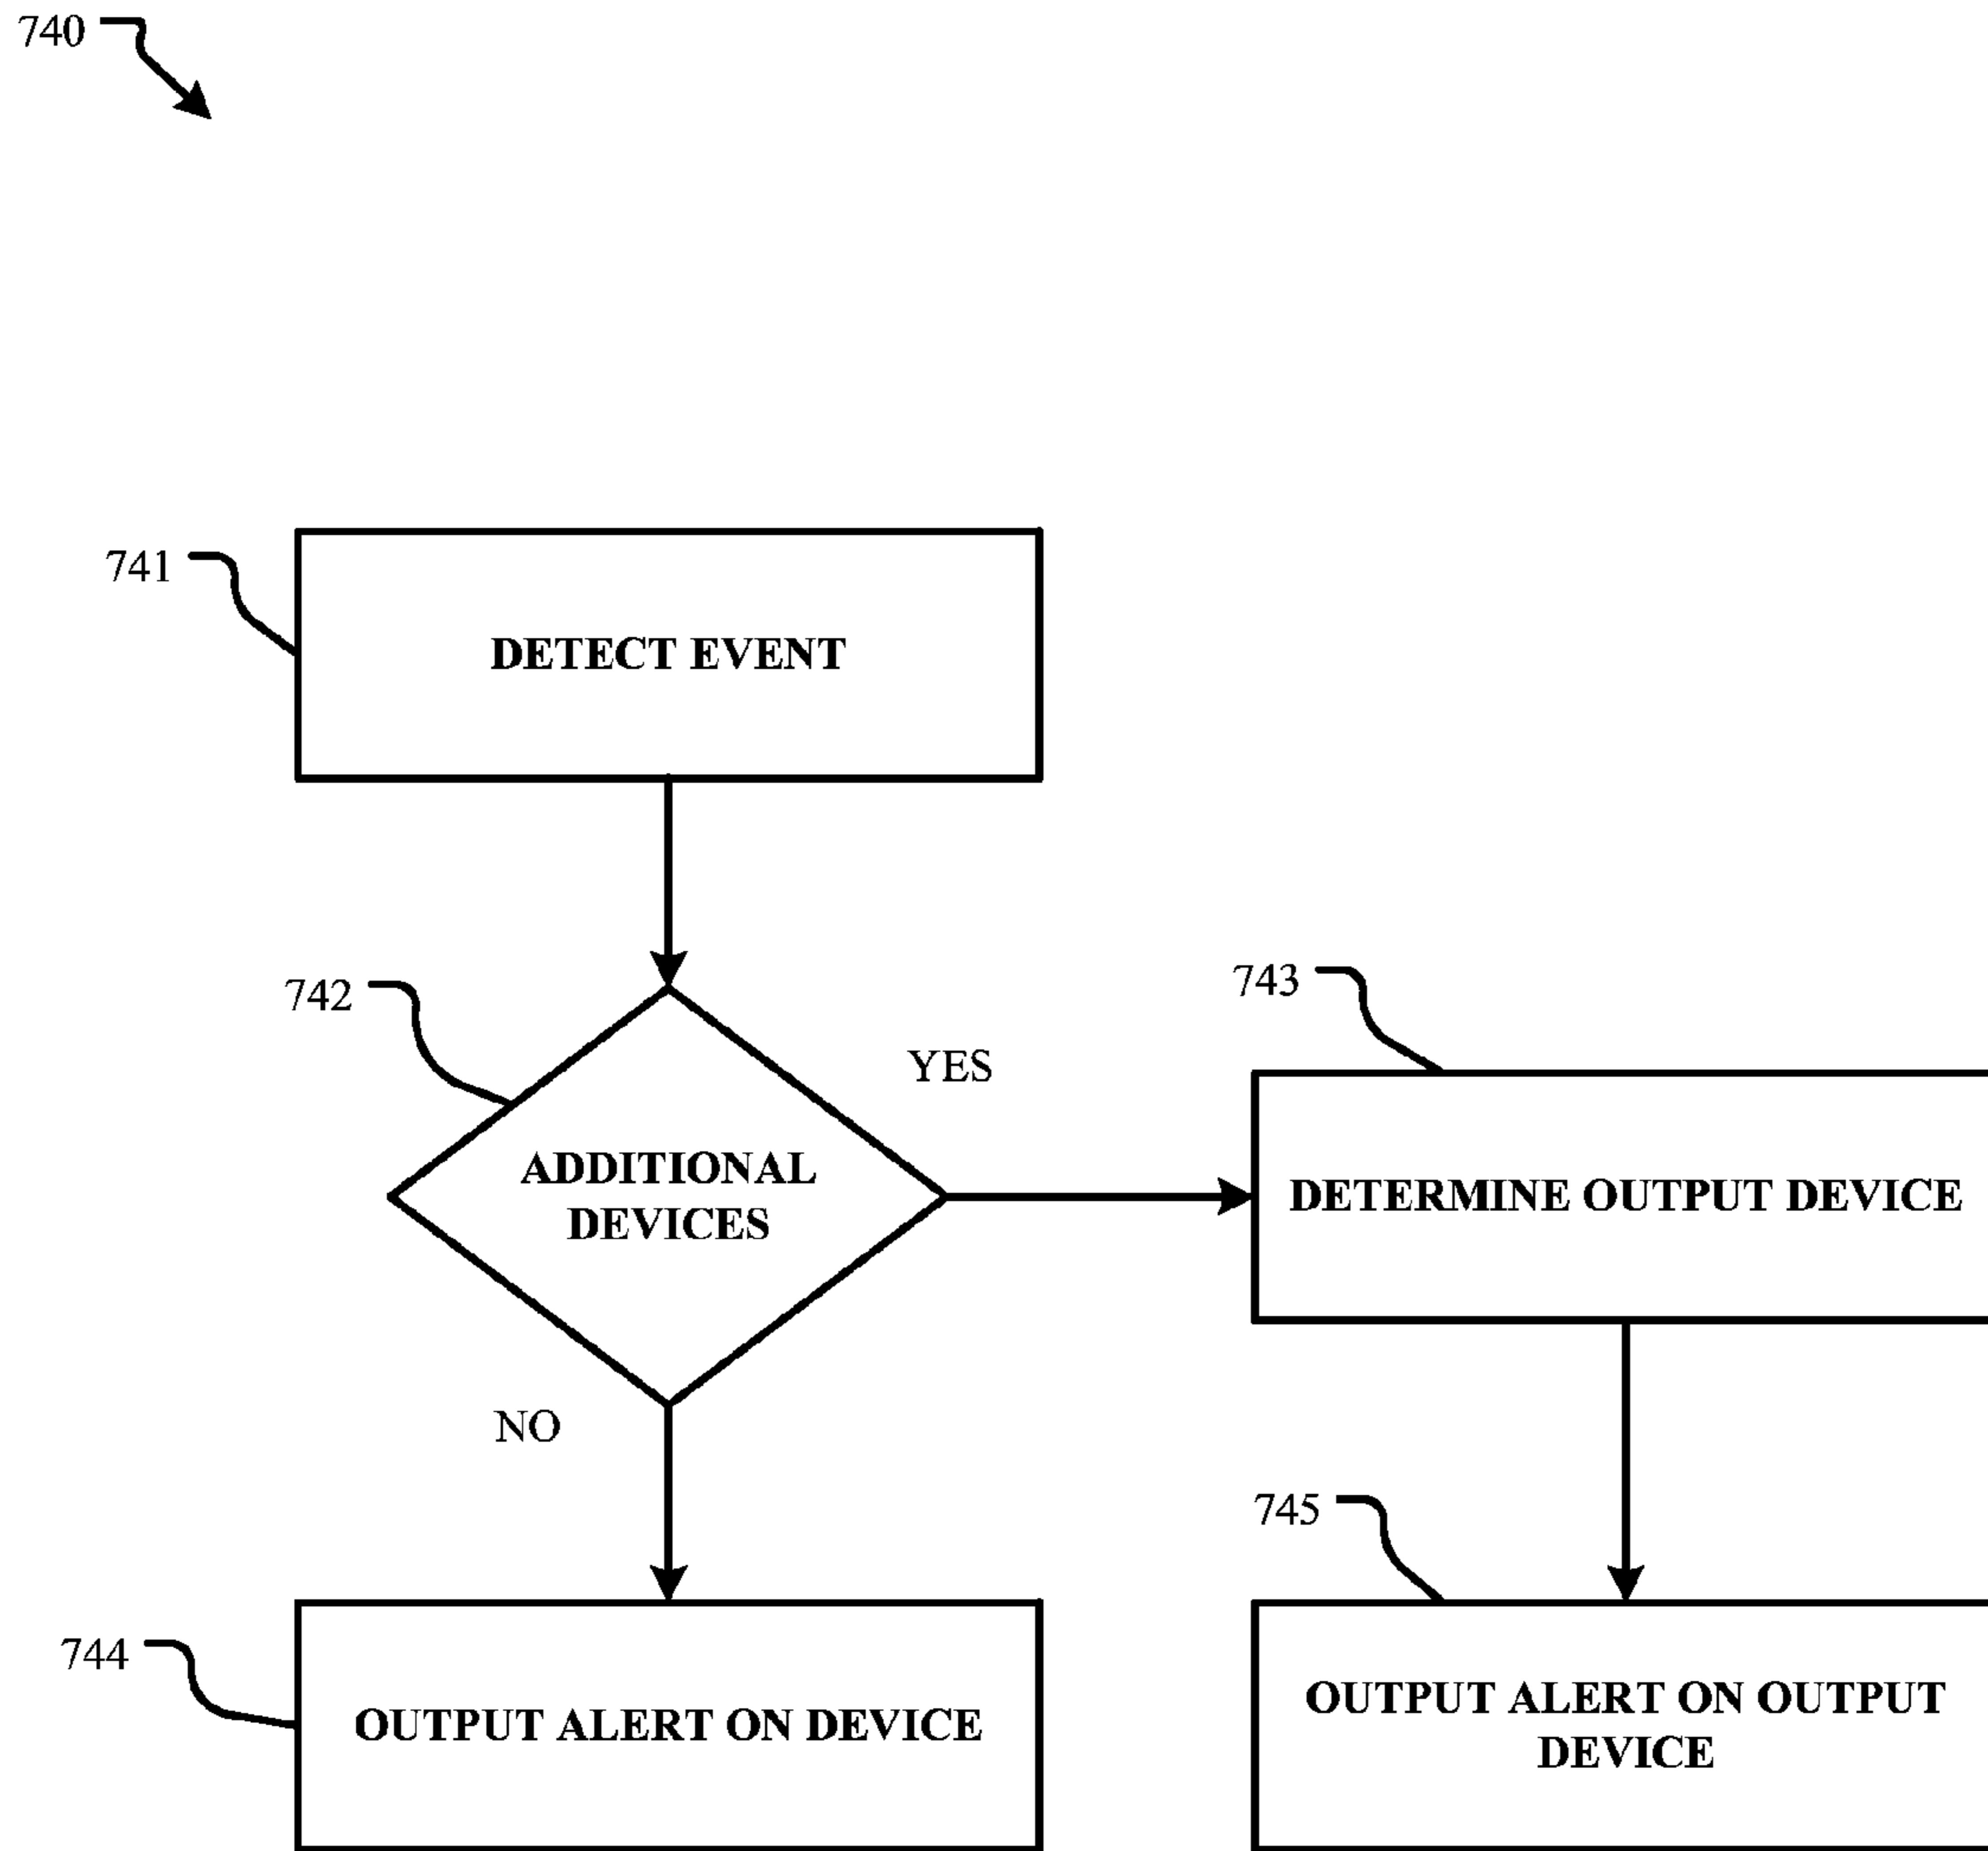 740
741
DETECT EVENT
742
YES
743
ADDITIONAL
DEVICES
DETERMINE OUTPUT DEVICE
NO
745
744
OUTPUT ALERT ON DEVICE
OUTPUT ALERT ON OUTPUT
DEVICE